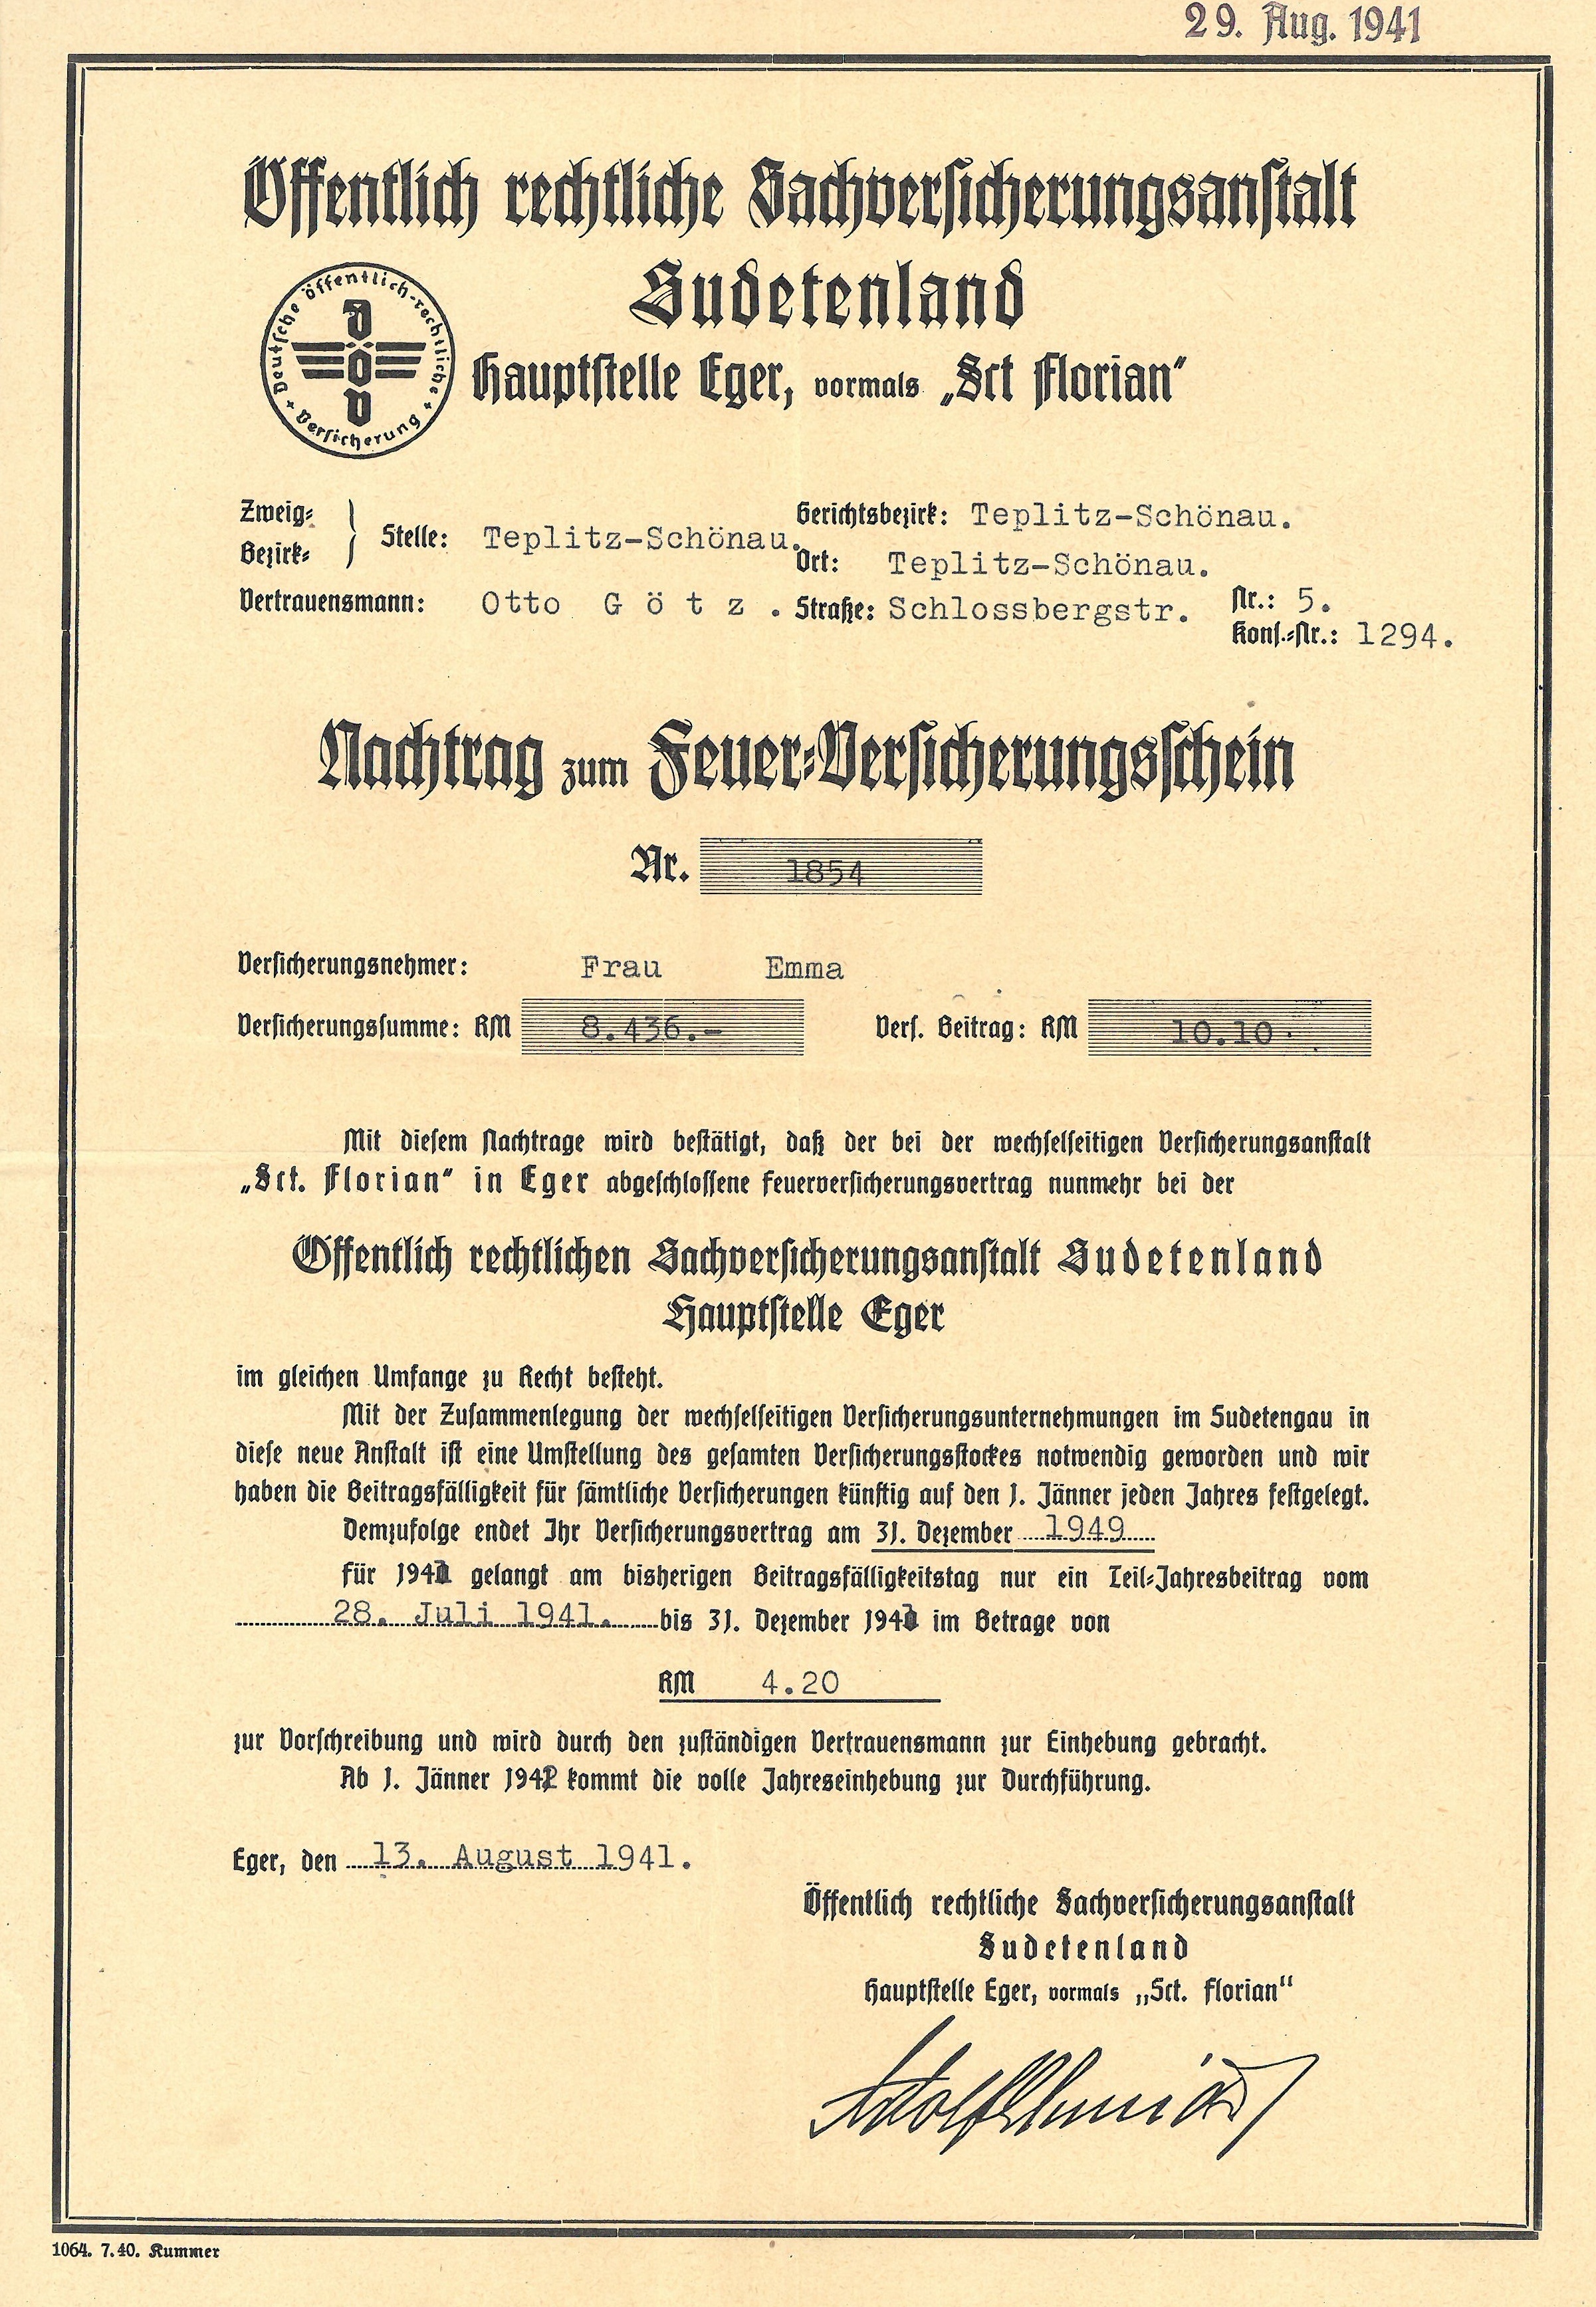 29. Aug. 1941
Öffentlich rechtliche Sachversicherungsanstalt
Sudetenland
Hauptstelle Eger, vormals „Sct Florian“
Deutsche öffentlich-rechtliche + Versicherung +
D
Ö
V
Zweig-
Bezirk-
Stelle: Teplitz-Schönau.
Vertrauensmann: Otto Götz.
Gerichtsbezirk: Teplitz-Schönau.
Ort: Teplitz-Schönau.
Straße: Schlossbergstr. Nr.: 5.
Kons.-Nr.: 1294.
Nachtrag zum Feuer-Versicherungsschein
Nr. 1854
Versicherungsnehmer: Frau Emma
Versicherungssumme: RM 8.436.- Vers. Beitrag: RM 10.10.
Mit diesem Nachtrage wird bestätigt, daß der bei der wechselseitigen Versicherungsanstalt
„Sct. Florian“ in Eger abgeschlossene Feuerversicherungsvertrag nunmehr bei der
Öffentlich rechtlichen Sachversicherungsanstalt Sudetenland
Hauptstelle Eger
im gleichen Umfange zu Recht besteht.
Mit der Zusammenlegung der wechselseitigen Versicherungsunternehmungen im Sudetengau in
diese neue Anstalt ist eine Umstellung des gesamten Versicherungsstockes notwendig geworden und wir
haben die Beitragsfälligkeit für sämtliche Versicherungen künftig auf den 1. Jänner jeden Jahres festgelegt.
Demzufolge endet Ihr Versicherungsvertrag am 31. Dezember 1949
Für 1941 gelangt am bisherigen Beitragsfälligkeitstag nur ein Teil-Jahresbeitrag vom
28. Juli 1941. bis 31. Dezember 1941 im Betrage von
RM 4.20
zur Vorschreibung und wird durch den zuständigen Vertrauensmann zur Einhebung gebracht.
Ab 1. Jänner 1942 kommt die volle Jahreseinhebung zur Durchführung.
Eger, den 13. August 1941.
Öffentlich rechtliche Sachversicherungsanstalt
Sudetenland
Hauptstelle Eger, vormals „Sct. Florian“
1064. 7.40. Kummer